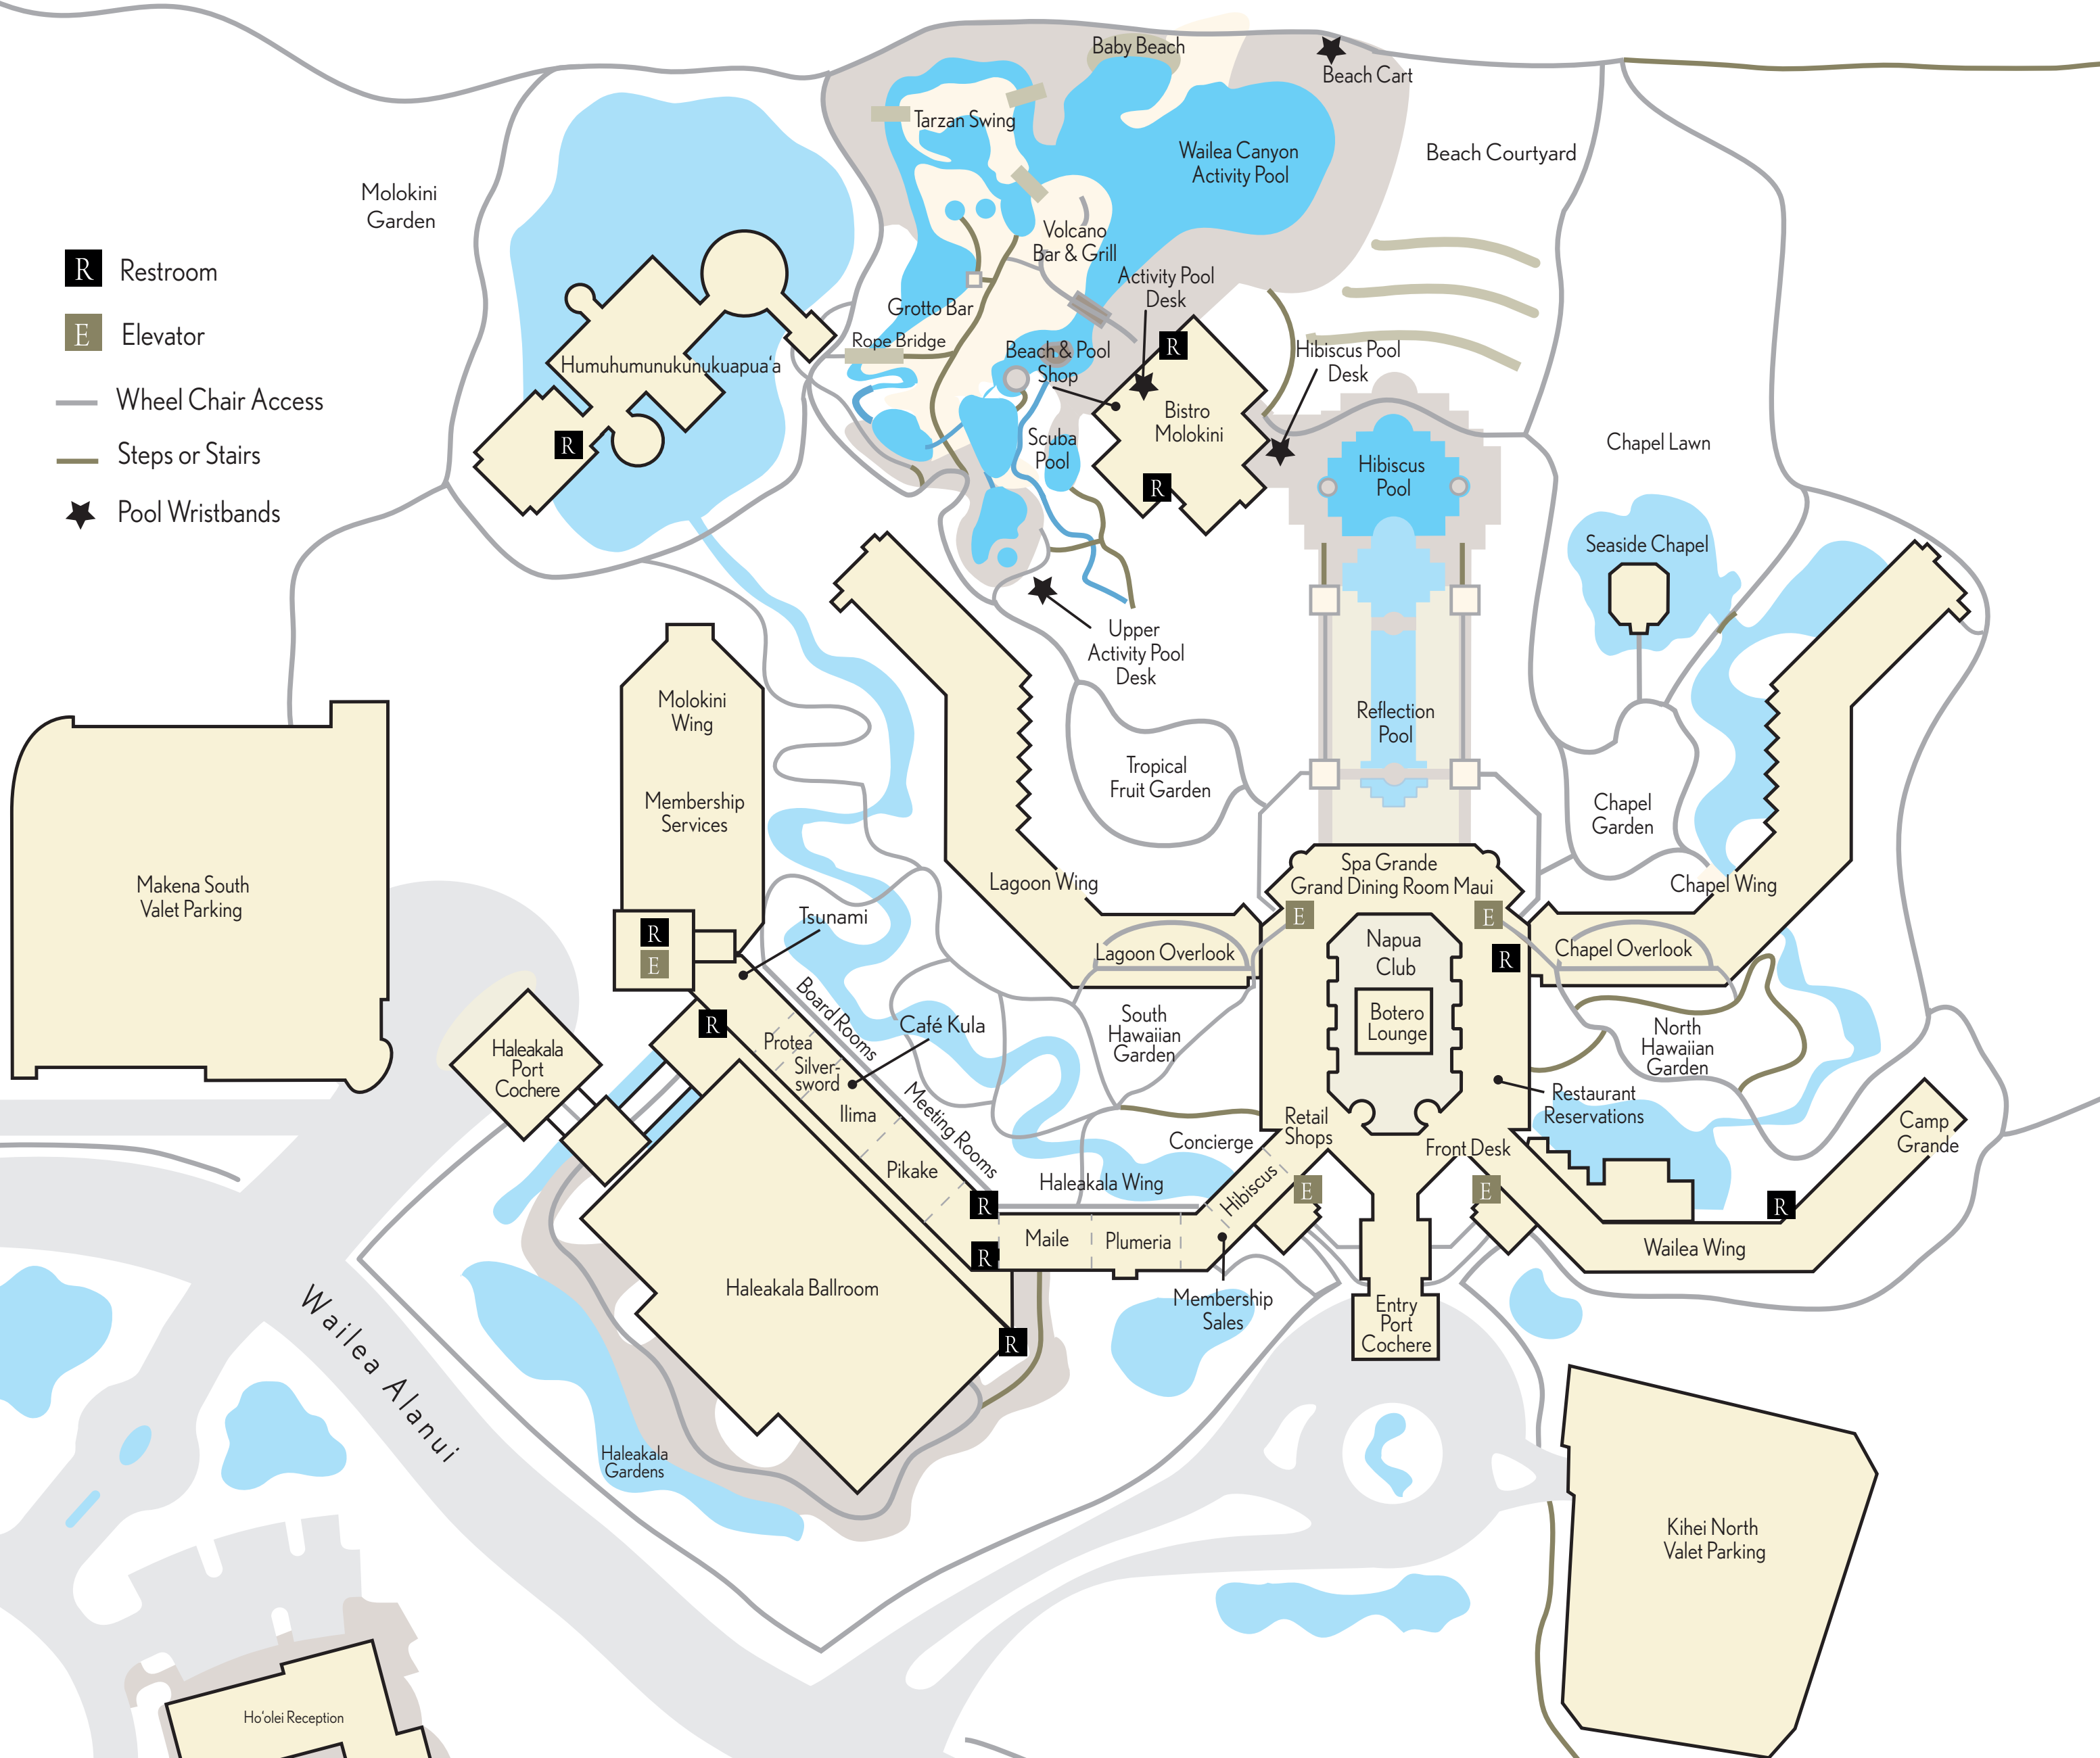 Baby Beach
Beach Cart
Tarzan Swing
Wailea Canyon
Activity Pool
Beach Courtyard
Molokini
Garden
R Restroom
E Elevator
Wheel Chair Access
Steps or Stairs
Pool Wristbands
Volcano
Bar & Grill
Activity Pool
Desk
Grotto Bar
Rope Bridge
Beach & Pool
Shop
R
Hibiscus Pool
Desk
Humuhumunukunukuapua'a
R
Bistro
Molokini
Scuba
Pool
R
Hibiscus
Pool
Chapel Lawn
Seaside Chapel
Upper
Activity Pool
Desk
Molokini
Wing
Membership
Services
Reflection
Pool
Tropical
Fruit Garden
Chapel
Garden
Makena South
Valet Parking
Lagoon Wing
Spa Grande
Grand Dining Room Maui
Chapel Wing
E
E
Tsunami
R
E
Lagoon Overlook
Napua
Club
R
Chapel Overlook
Botero
Lounge
Board Rooms
Café Kula
R
South
Hawaiian
Garden
North
Hawaiian
Garden
Haleakala
Port
Cochere
Protea
Silver-
sword
Ilima
Pikake
Meeting Rooms
Restaurant
Reservations
Retail
Shops
Concierge
Front Desk
Camp
Grande
Haleakala Wing
Hibiscus
E
E
R
R
R
Maile
Plumeria
Wailea Wing
Haleakala Ballroom
Membership
Sales
Entry
Port
Cochere
R
Wailea Alanui
Haleakala
Gardens
Kihei North
Valet Parking
Ho'olei Reception